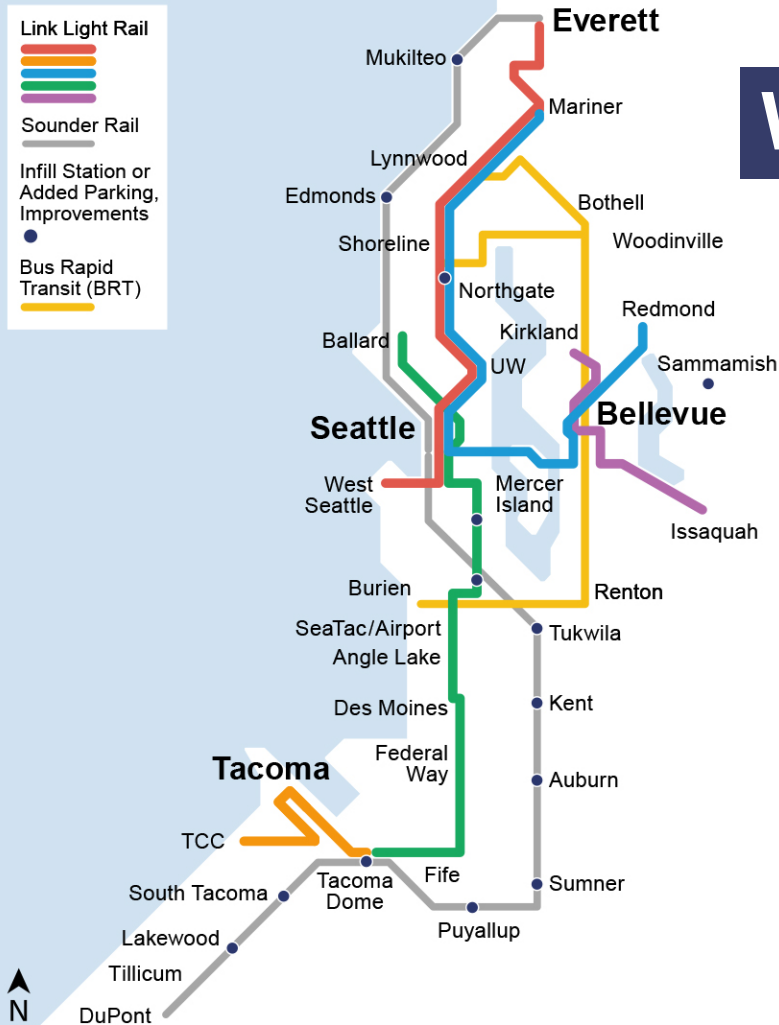 Link Light Rail
Sounder Rail
Infill Station or
Added Parking,
Improvements
Bus Rapid
Transit (BRT)
Everett
Mukilteo
Mariner
Lynnwood
Edmonds
Bothell
Shoreline
Woodinville
Northgate
Redmond
Ballard
Kirkland
UW
Sammamish
Bellevue
Seattle
West
Seattle
Mercer
Island
Issaquah
Burien
Renton
SeaTac/Airport
Tukwila
Angle Lake
Kent
Des Moines
Federal
Way
Tacoma
Auburn
TCC
Tacoma
Dome
Fife
Sumner
South Tacoma
Puyallup
Lakewood
Tillicum
DuPont
N